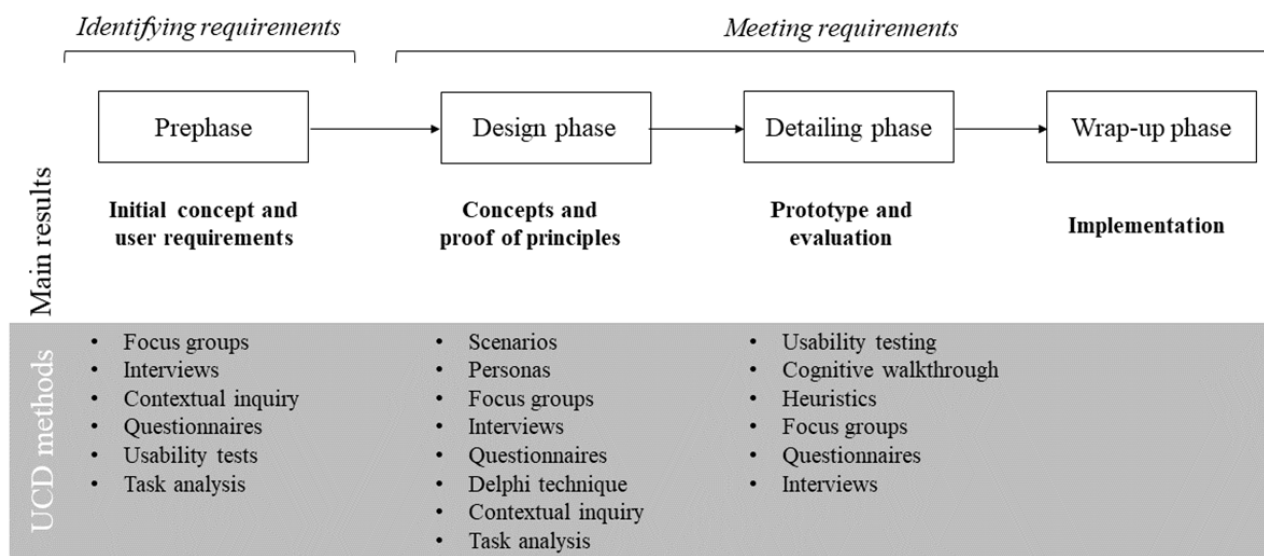 Identifying requirements
Meeting requirements
Prephase
Design phase
Detailing phase
Wrap-up phase
Main results
Initial concept and
user requirements
Concepts and
proof of principles
Prototype and
evaluation
Implementation
UCD methods
• Focus groups
• Interviews
• Contextual inquiry
• Questionnaires
• Usability tests
• Task analysis
• Scenarios
• Personas
• Focus groups
• Interviews
• Questionnaires
• Delphi technique
• Contextual inquiry
• Task analysis
• Usability testing
• Cognitive walkthrough
• Heuristics
• Focus groups
• Questionnaires
• Interviews